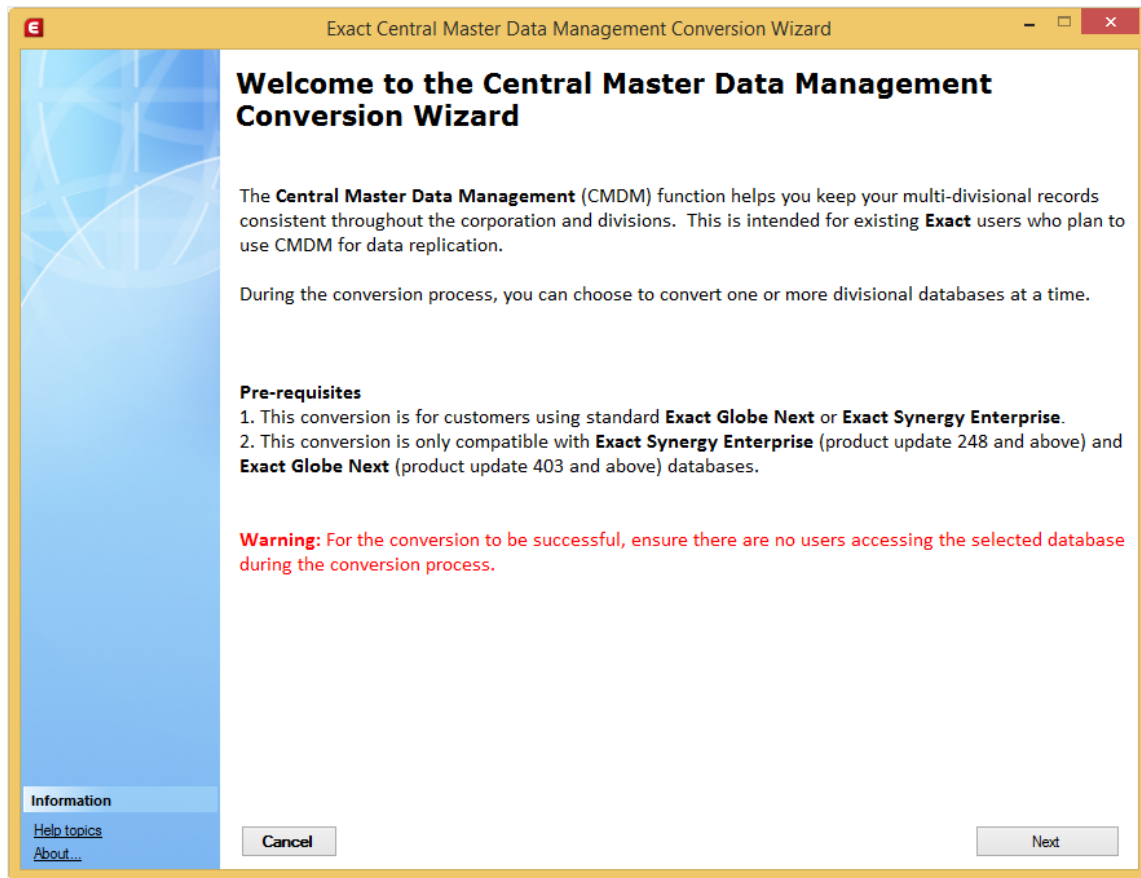 Exact Central Master Data Management Conversion Wizard
Welcome to the Central Master Data Management
Conversion Wizard
The Central Master Data Management (CMDM) function helps you keep your multi-divisional records
consistent throughout the corporation and divisions. This is intended for existing Exact users who plan to
use CMDM for data replication.
During the conversion process, you can choose to convert one or more divisional databases at a time.
Pre-requisites
1. This conversion is for customers using standard Exact Globe Next or Exact Synergy Enterprise.
2. This conversion is only compatible with Exact Synergy Enterprise (product update 248 and above) and
Exact Globe Next (product update 403 and above) databases.
Warning: For the conversion to be successful, ensure there are no users accessing the selected database
during the conversion process.
Information
Help topics
About...
Cancel
Next